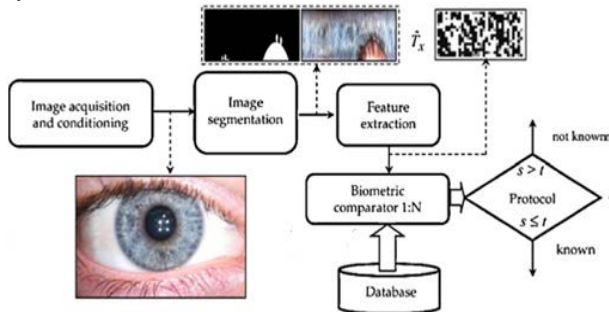 T̂x
Image acquisition
and conditioning
Image
segmentation
Feature
extraction
not known
s > t
Biometric
comparator 1:N
Protocol
s ≤ t
known
Database